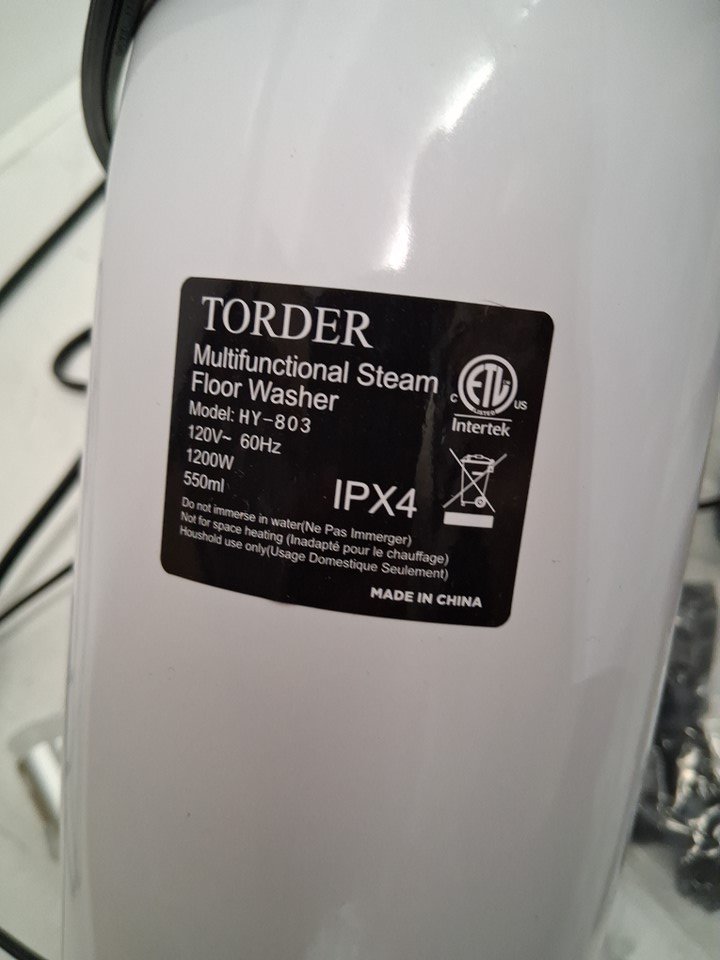 TORDER
Multifunctional Steam
Floor Washer
Model: HY-803
120V~ 60Hz
1200W
550ml
IPX4
C ETL US
LISTED
Intertek
Do not immerse in water(Ne Pas Immerger)
Not for space heating (Inadapté pour le chauffage)
Houshold use only(Usage Domestique Seulement)
MADE IN CHINA